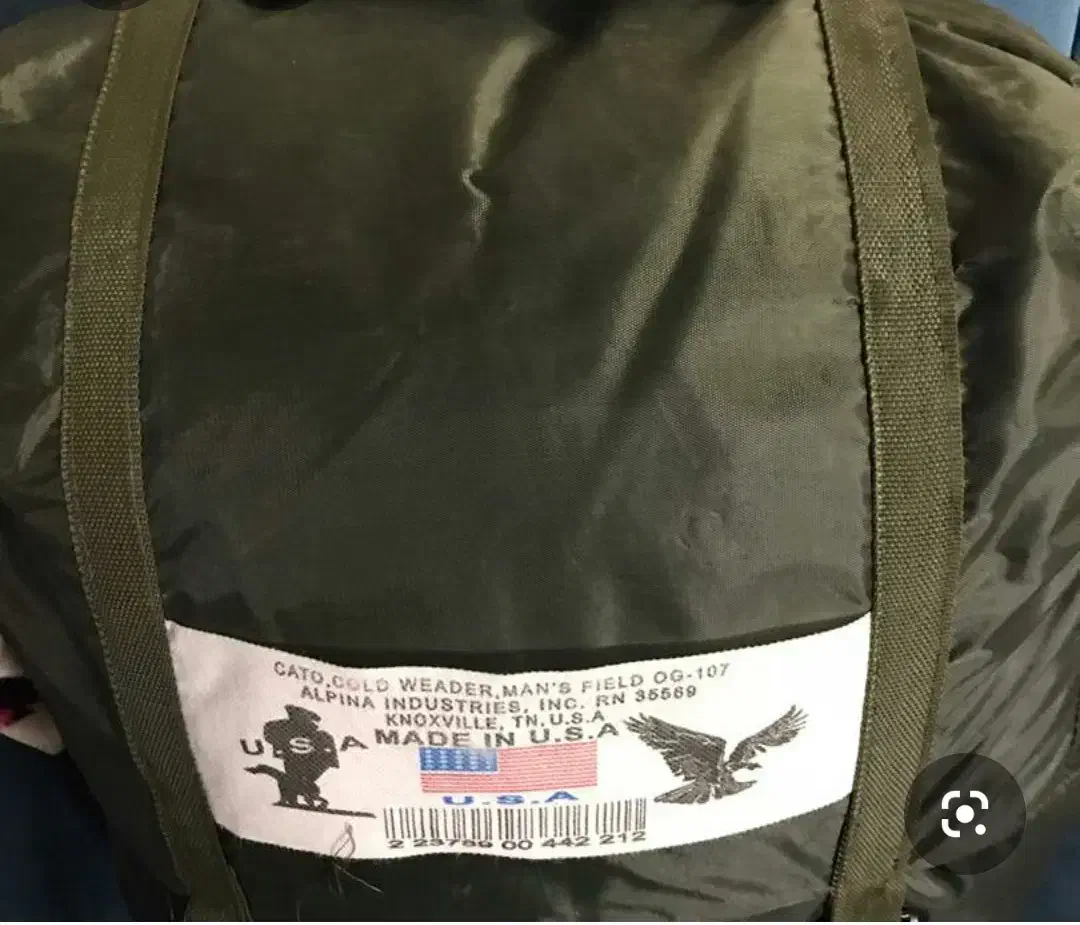 CATO,COLD WEADER,MAN'S FIELD OG-107
ALPINA INDUSTRIES, INC. RN 35569
KNOXVILLE, TN,U.S.A
MADE IN U.S.A
U S A
U.S.A
2 23789 00 442 212